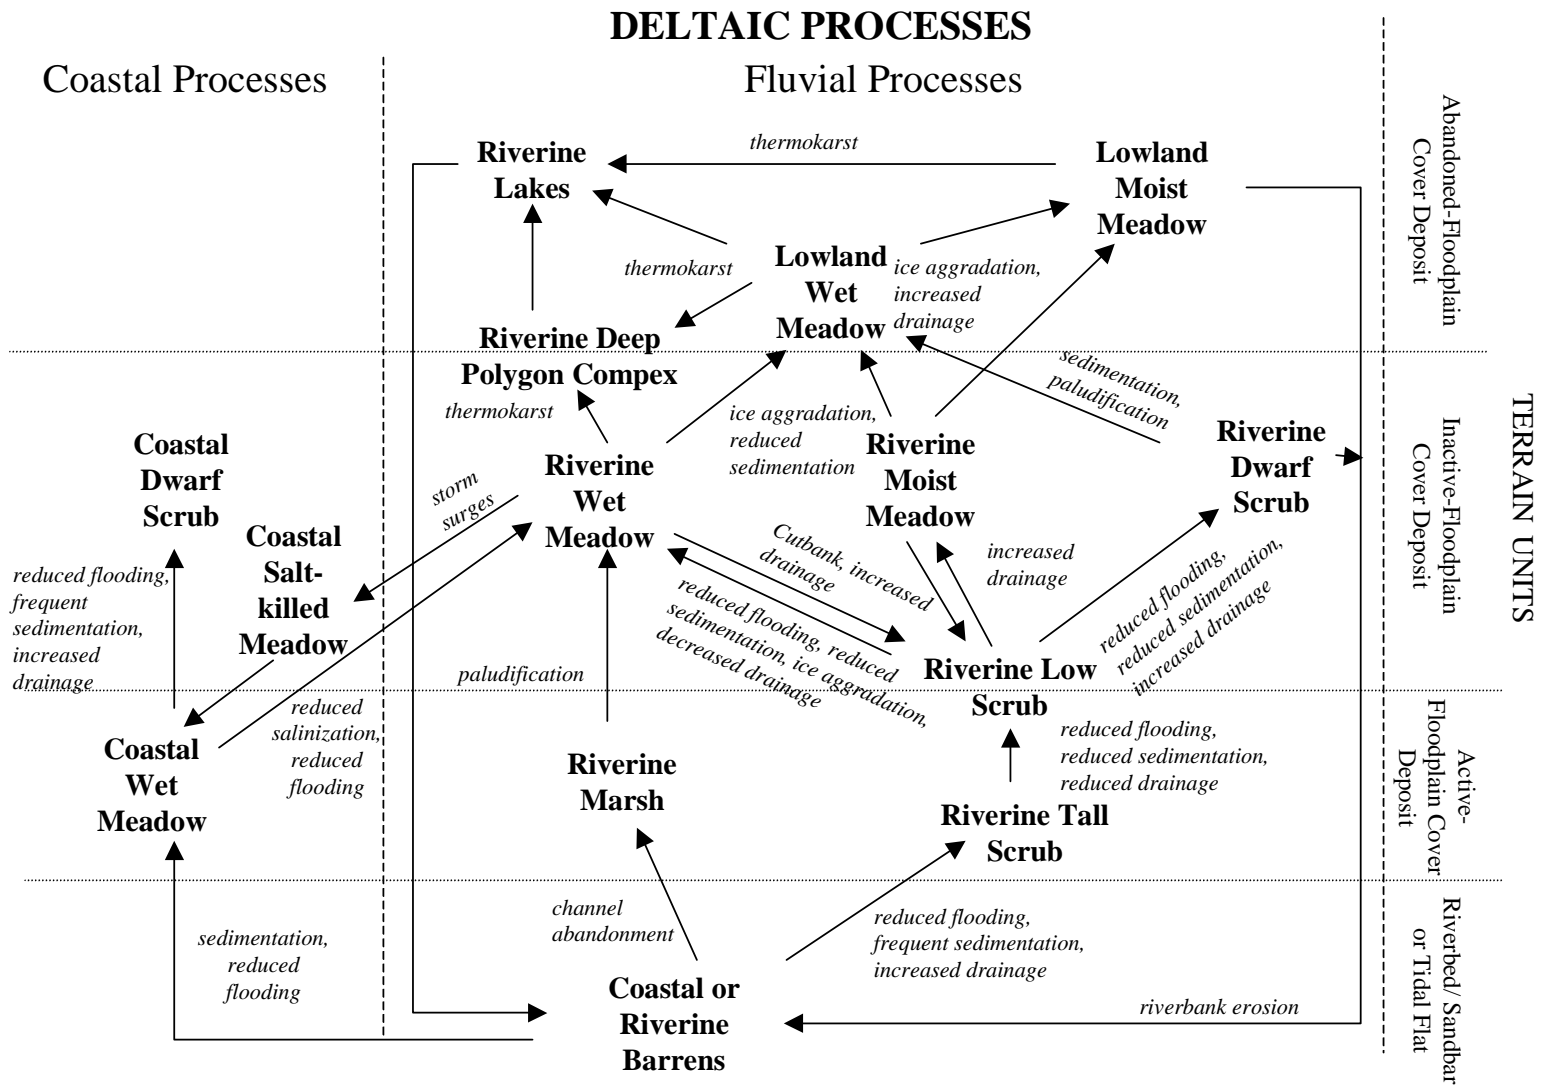 DELTAIC PROCESSES
Coastal Processes
Fluvial Processes
Riverine
Lakes
thermokarst
Lowland
Moist
Meadow
Abandoned-Floodplain
Cover Deposit
thermokarst
Lowland
Wet
Meadow
ice aggradation,
increased
drainage
Riverine Deep
Polygon Compex
thermokarst
sedimentation,
paludification
ice aggradation,
reduced
sedimentation
Coastal
Dwarf
Scrub
Riverine
Wet
Meadow
Riverine
Moist
Meadow
Riverine
Dwarf
Scrub
Inactive-Floodplain
Cover Deposit
TERRAIN UNITS
storm
surges
Coastal
Salt-
killed
Meadow
reduced flooding,
frequent
sedimentation,
increased
drainage
Cutbank, increased
drainage
increased
drainage
reduced flooding, reduced
sedimentation, ice aggradation,
decreased drainage
reduced flooding,
reduced sedimentation,
increased drainage
paludification
Riverine Low
Scrub
reduced
salinization,
reduced
flooding
Coastal
Wet
Meadow
Riverine
Marsh
reduced flooding,
reduced sedimentation,
reduced drainage
Riverine Tall
Scrub
Active-
Floodplain Cover
Deposit
channel
abandonment
reduced flooding,
frequent sedimentation,
increased drainage
sedimentation,
reduced
flooding
Coastal or
Riverine
Barrens
riverbank erosion
Riverbed/ Sandbar
or Tidal Flat